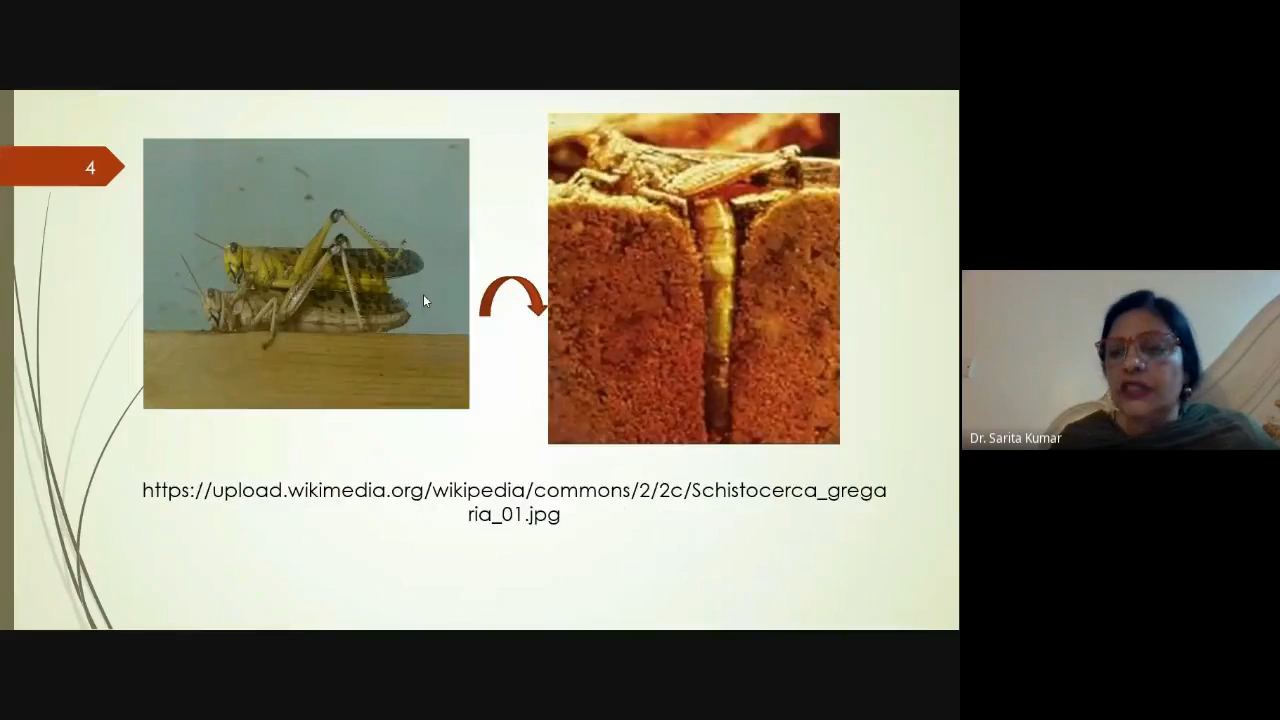 4
https://upload.wikimedia.org/wikipedia/commons/2/2c/Schistocerca_grega
ria_01.jpg
Dr. Sarita Kumar